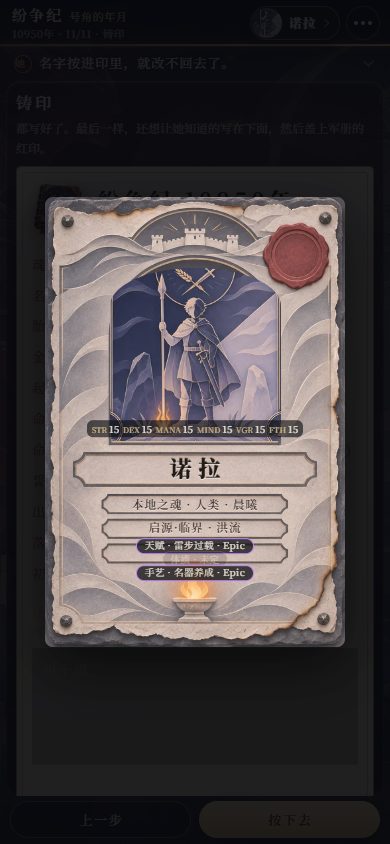 纷争纪 号角的年月
10950年 · 11/11 · 铸印
诺拉
名字按进印里，就改不回去了。
铸印
都写好了。最后一样，还想让她知道的写在下面，然后盖上军册的
红印。
STR 15 DEX 15 MANA 15 MIND 15 VGR 15 FTH 15
诺拉
本地之魂 · 人类 · 晨曦
启源·临界 · 洪流
天赋 · 雷步过载 · Epic
手艺 · 名器养成 · Epic
上一步
按下去